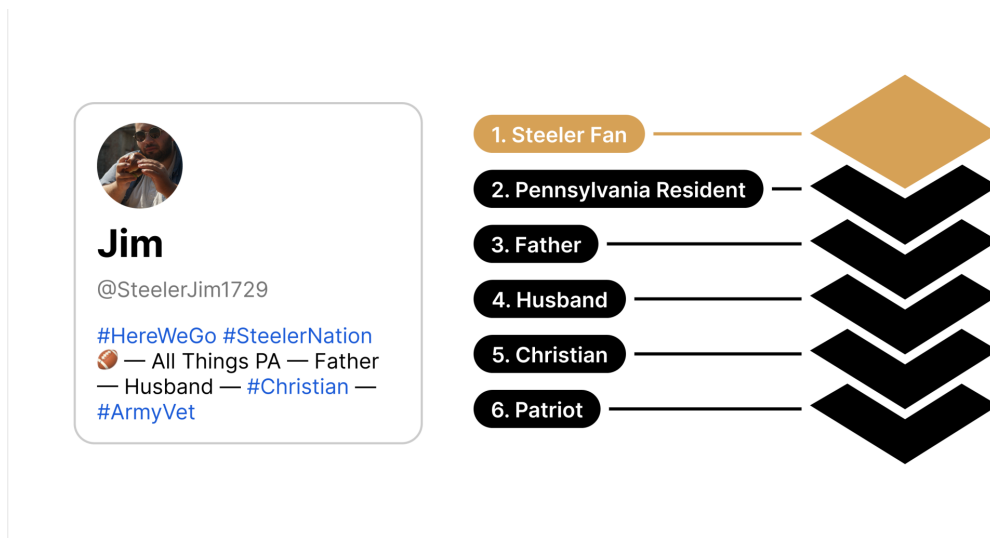 Jim
@SteelerJim1729
#HereWeGo #SteelerNation
🏈 — All Things PA — Father
— Husband — #Christian —
#ArmyVet
1. Steeler Fan
2. Pennsylvania Resident
3. Father
4. Husband
5. Christian
6. Patriot